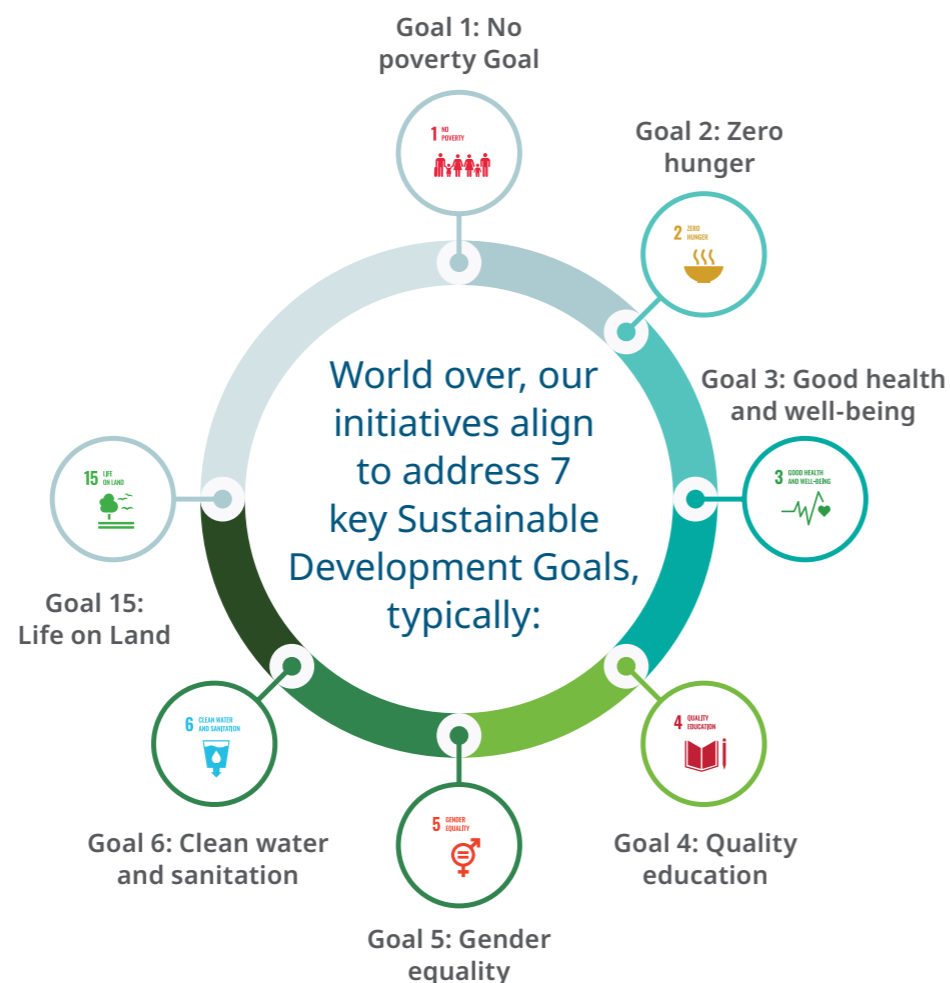 Goal 1: No
poverty Goal
1 NO
POVERTY
Goal 2: Zero
hunger
2 ZERO
HUNGER
Goal 3: Good health
and well-being
3 GOOD HEALTH
AND WELL-BEING
World over, our
initiatives align
to address 7
key Sustainable
Development Goals,
typically:
15 LIFE
ON LAND
Goal 15:
Life on Land
4 QUALITY
EDUCATION
Goal 4: Quality
education
6 CLEAN WATER
AND SANITATION
Goal 6: Clean water
and sanitation
5 GENDER
EQUALITY
Goal 5: Gender
equality